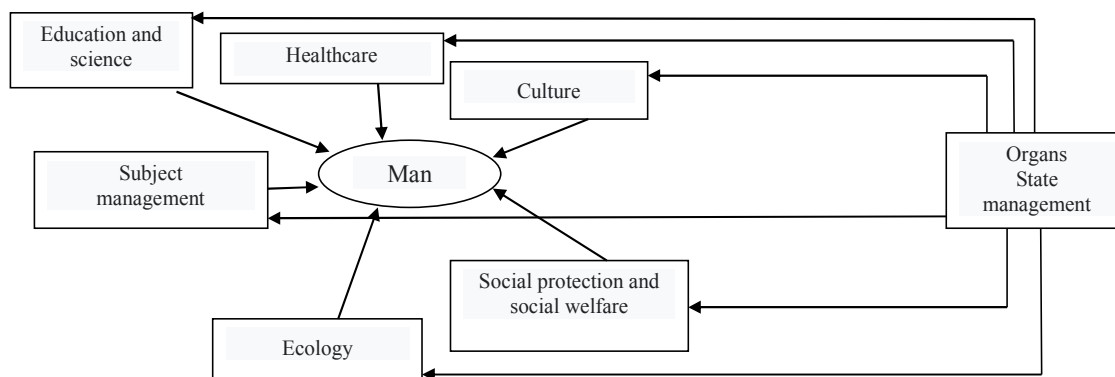 Education and
science
Healthcare
Culture
Subject
management
Man
Organs
State
management
Social protection and
social welfare
Ecology